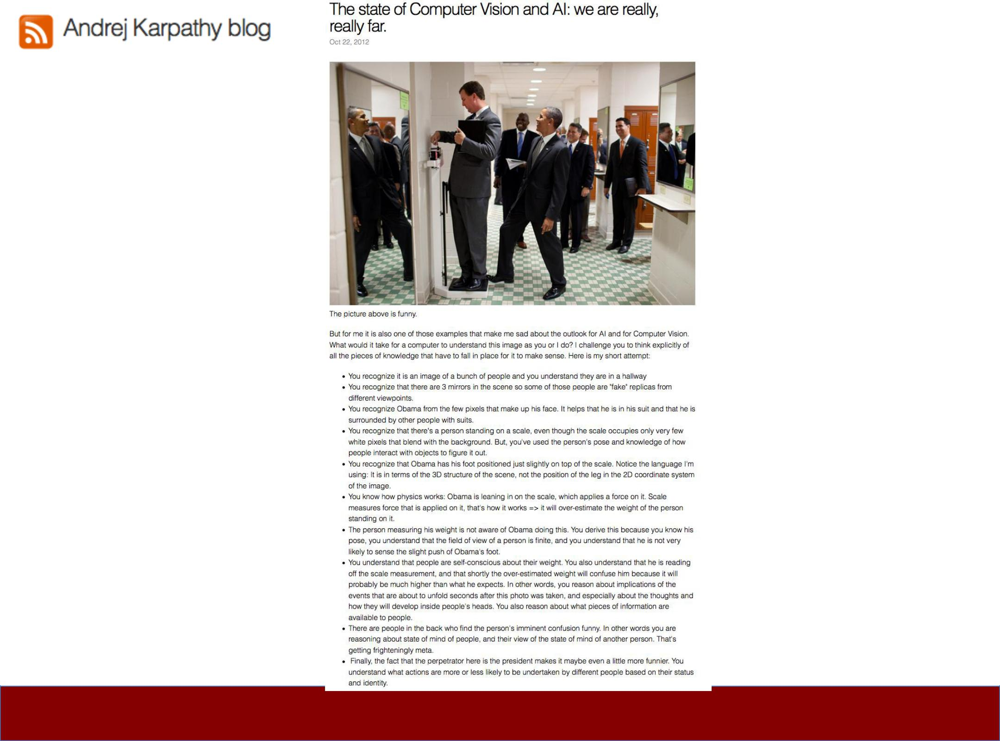 Andrej Karpathy blog
The state of Computer Vision and AI: we are really,
really far.
Oct 22, 2012
The picture above is funny.
But for me it is also one of those examples that make me sad about the outlook for AI and for Computer Vision.
What would it take for a computer to understand this image as you or I do? I challenge you to think explicitly of
all the pieces of knowledge that have to fall in place for it to make sense. Here is my short attempt:
• You recognize it is an image of a bunch of people and you understand they are in a hallway
• You recognize that there are 3 mirrors in the scene so some of those people are "fake" replicas from
different viewpoints.
• You recognize Obama from the few pixels that make up his face. It helps that he is in his suit and that he is
surrounded by other people with suits.
• You recognize that there's a person standing on a scale, even though the scale occupies only very few
white pixels that blend with the background. But, you've used the person's pose and knowledge of how
people interact with objects to figure it out.
• You recognize that Obama has his foot positioned just slightly on top of the scale. Notice the language I'm
using: It is in terms of the 3D structure of the scene, not the position of the leg in the 2D coordinate system
of the image.
• You know how physics works: Obama is leaning in on the scale, which applies a force on it. Scale
measures force that is applied on it, that's how it works => it will over-estimate the weight of the person
standing on it.
• The person measuring his weight is not aware of Obama doing this. You derive this because you know his
pose, you understand that the field of view of a person is finite, and you understand that he is not very
likely to sense the slight push of Obama's foot.
• You understand that people are self-conscious about their weight. You also understand that he is reading
off the scale measurement, and that shortly the over-estimated weight will confuse him because it will
probably be much higher than what he expects. In other words, you reason about implications of the
events that are about to unfold seconds after this photo was taken, and especially about the thoughts and
how they will develop inside people's heads. You also reason about what pieces of information are
available to people.
• There are people in the back who find the person's imminent confusion funny. In other words you are
reasoning about state of mind of people, and their view of the state of mind of another person. That's
getting frighteningly meta.
• Finally, the fact that the perpetrator here is the president makes it maybe even a little more funnier. You
understand what actions are more or less likely to be undertaken by different people based on their status
and identity.